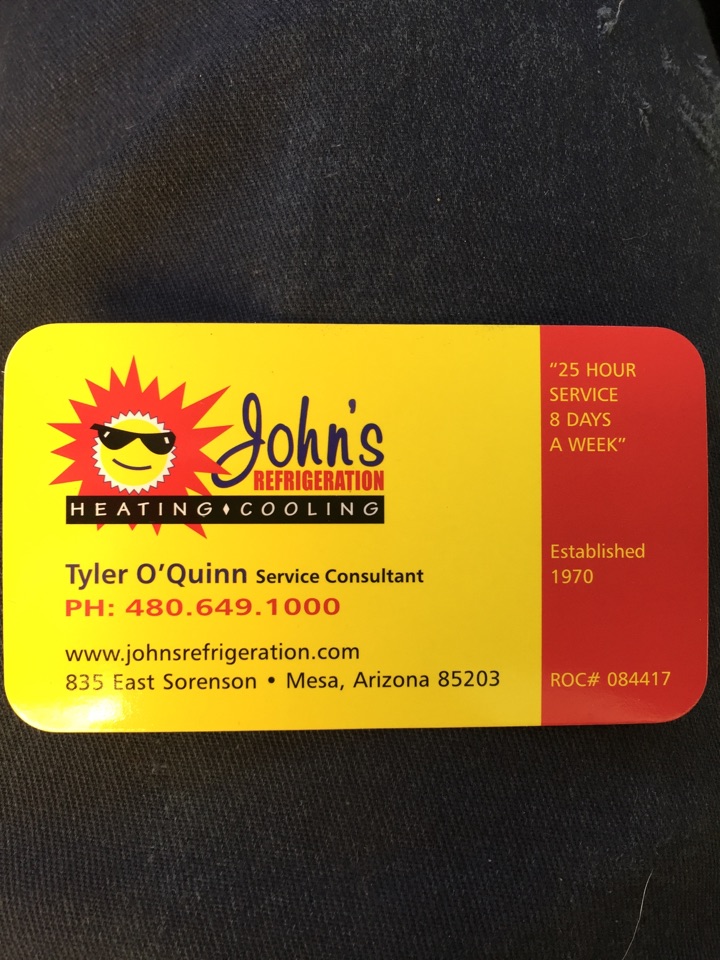 John's
REFRIGERATION
HEATING♦COOLING
Tyler O'Quinn Service Consultant
PH: 480.649.1000
www.johnsrefrigeration.com
835 East Sorenson • Mesa, Arizona 85203
“25 HOUR
SERVICE
8 DAYS
A WEEK”
Established
1970
ROC# 084417